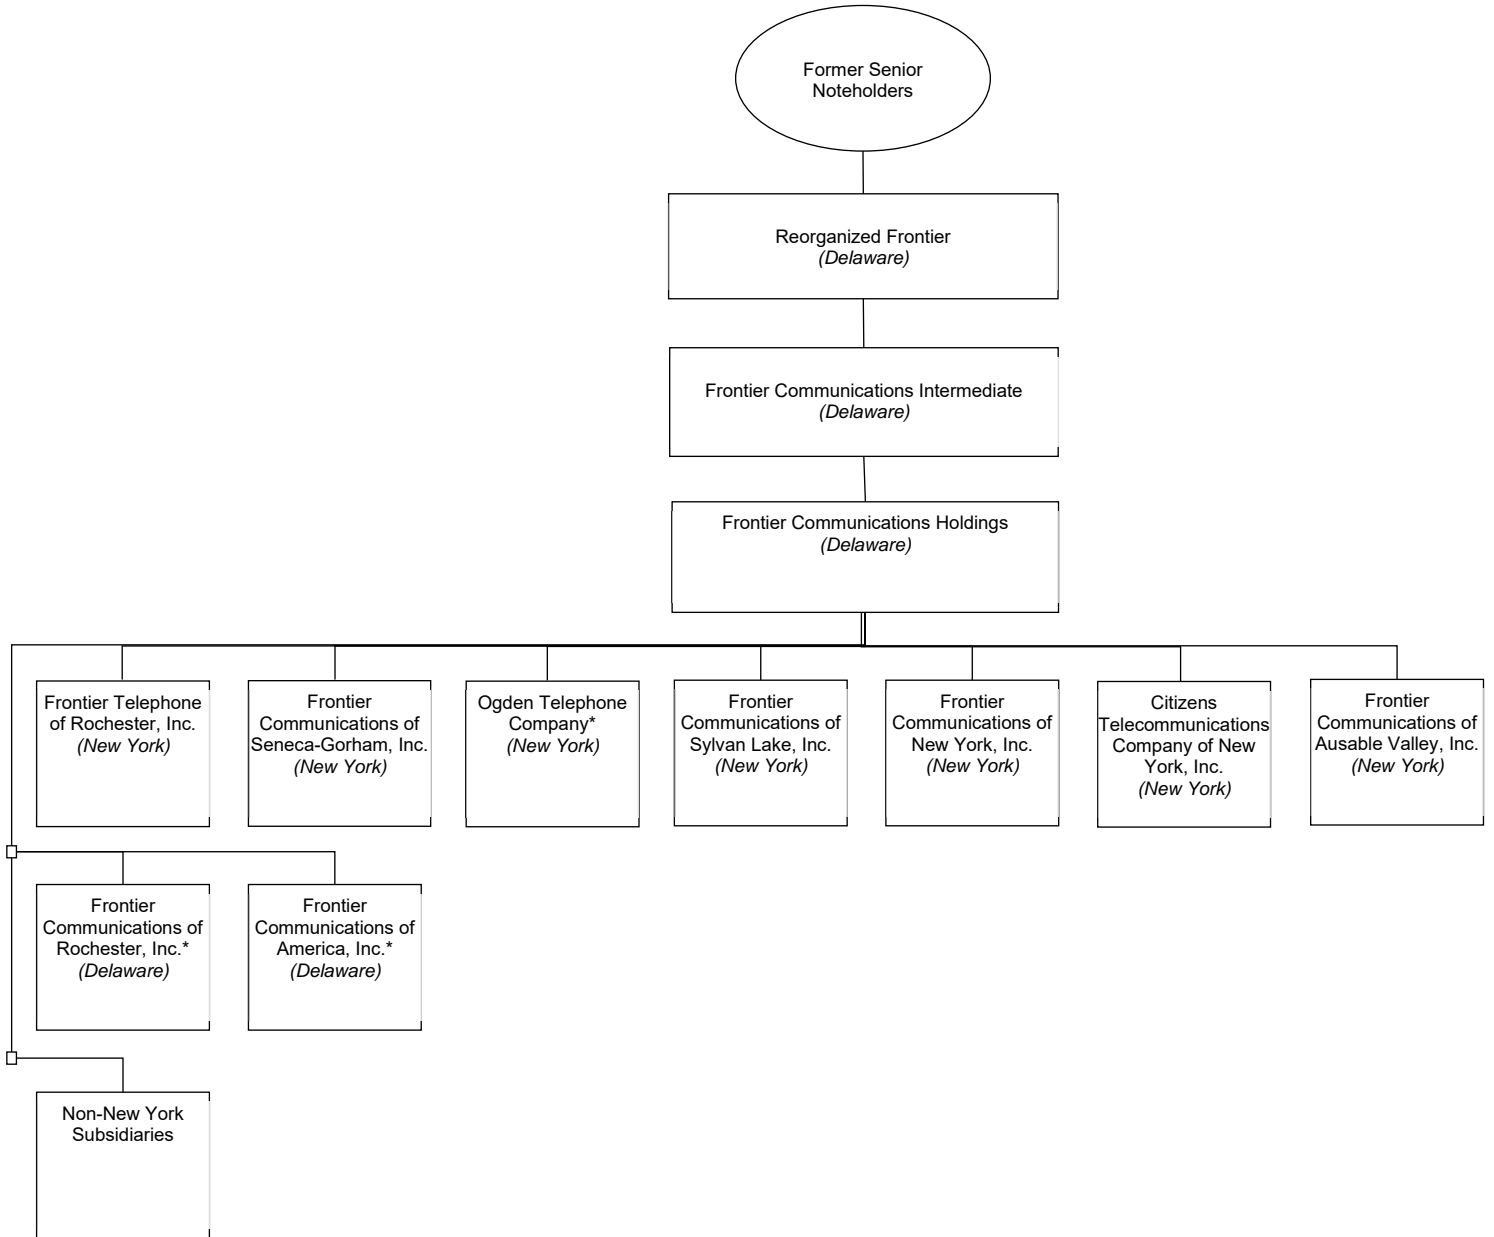 Former Senior
Noteholders
Reorganized Frontier
(Delaware)
Frontier Communications Intermediate
(Delaware)
Frontier Communications Holdings
(Delaware)
Frontier Telephone
of Rochester, Inc.
(New York)
Frontier
Communications of
Seneca-Gorham, Inc.
(New York)
Ogden Telephone
Company*
(New York)
Frontier
Communications of
Sylvan Lake, Inc.
(New York)
Frontier
Communications of
New York, Inc.
(New York)
Citizens
Telecommunications
Company of New
York, Inc.
(New York)
Frontier
Communications of
Ausable Valley, Inc.
(New York)
Frontier
Communications of
Rochester, Inc.*
(Delaware)
Frontier
Communications of
America, Inc.*
(Delaware)
Non-New York
Subsidiaries